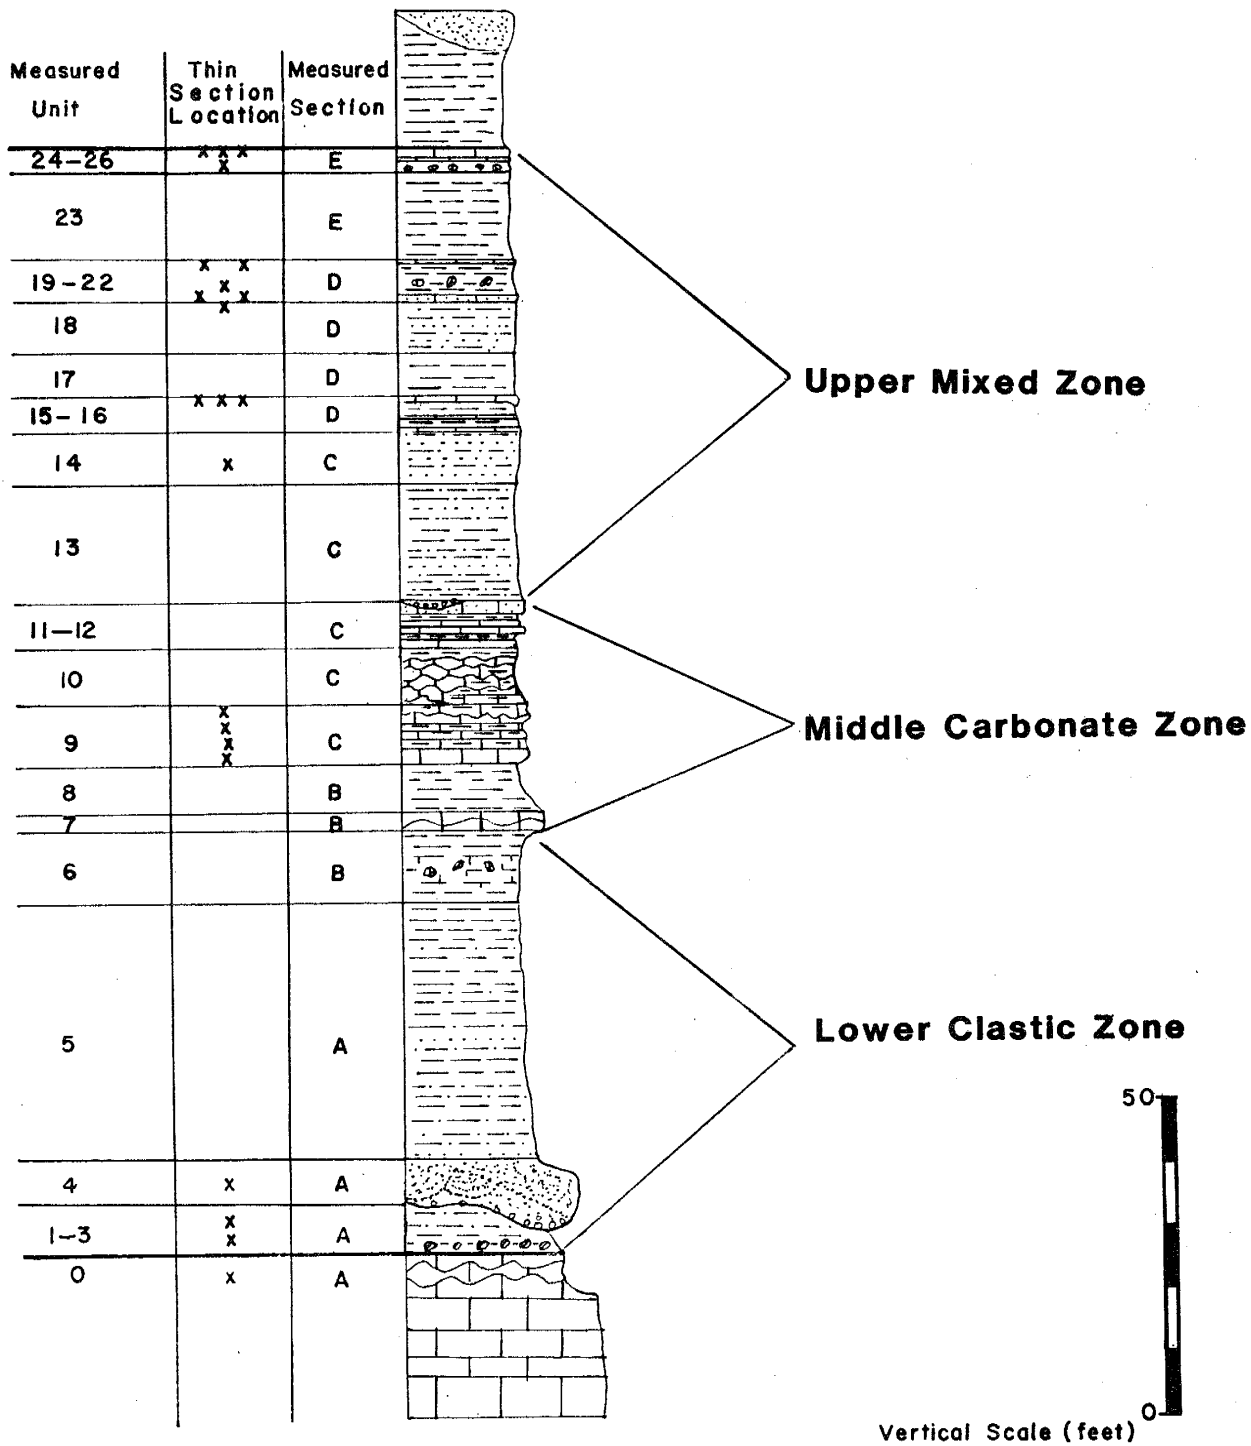 Measured Unit
Thin Section Location
Measured Section
24-26 x x x x E
23 E
19-22 x x x x x x D
18 D
17 D
15-16 x x x D
14 x C
13 C
11-12 C
10 C
9 x x x x C
8 B
7 B
6 B
5 A
4 x A
1-3 x x A
0 x A
Upper Mixed Zone
Middle Carbonate Zone
Lower Clastic Zone
50
0
Vertical Scale (feet)